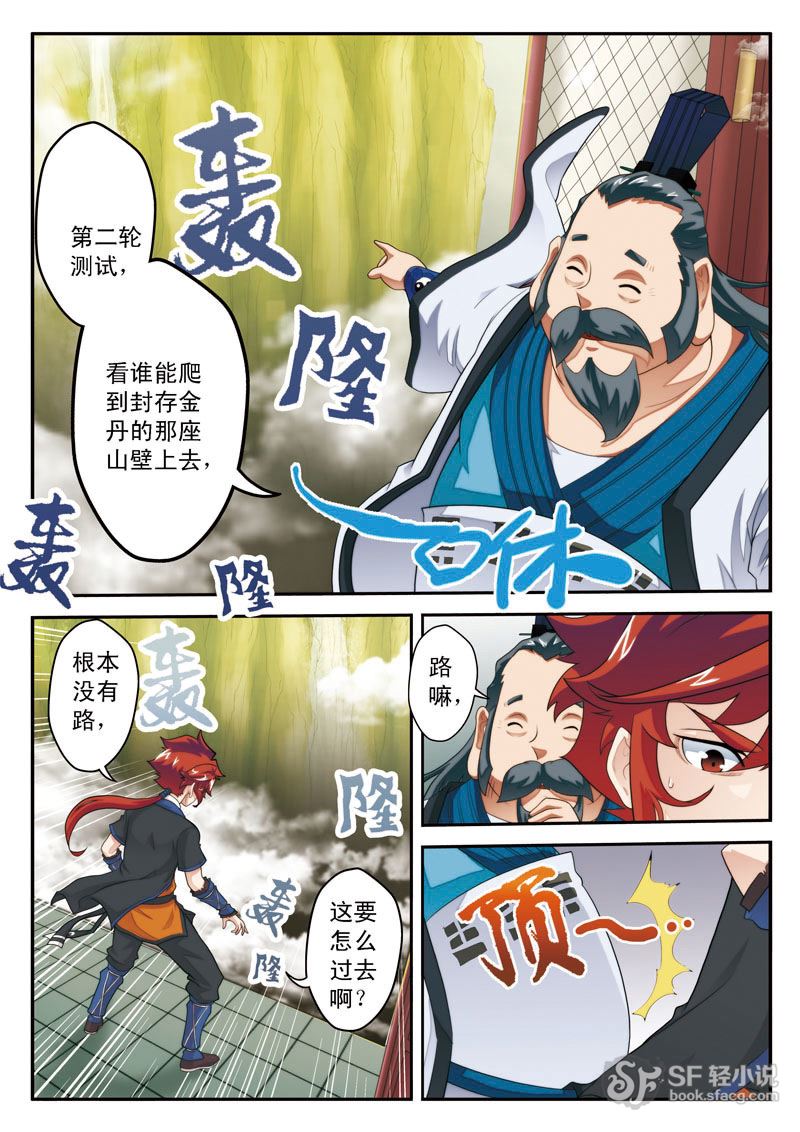 第二轮
测试，
轰
隆
看谁能爬
到封存金
丹的那座
山壁上去，
咻
轰
隆
根本
没有
路，
轰
隆
轰
隆
这要
怎么
过去
啊？
路
嘛，
顶～··
SF轻小说
book.sfacg.com